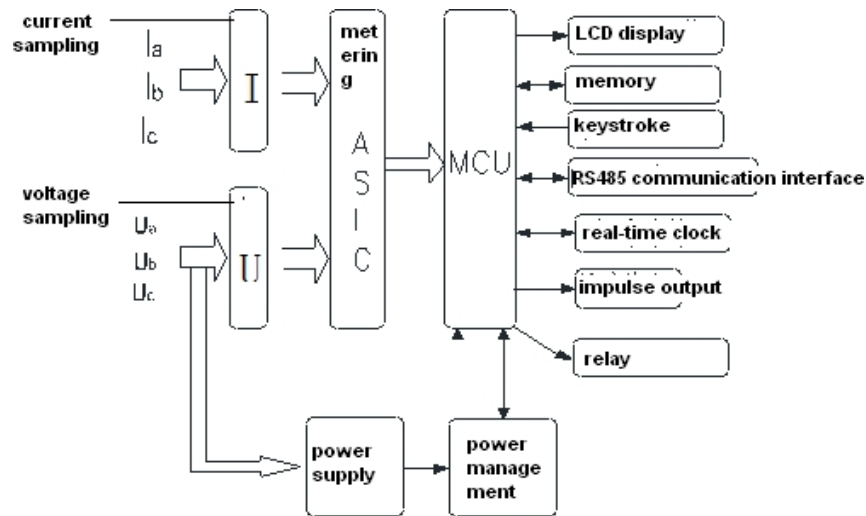 current
sampling
Ia
Ib
Ic
I
voltage
sampling
Ua
Ub
Uc
U
met
erin
g
A
S
I
C
MCU
LCD display
memory
keystroke
RS485 communication interface
real-time clock
impulse output
relay
power
supply
power
manage
ment